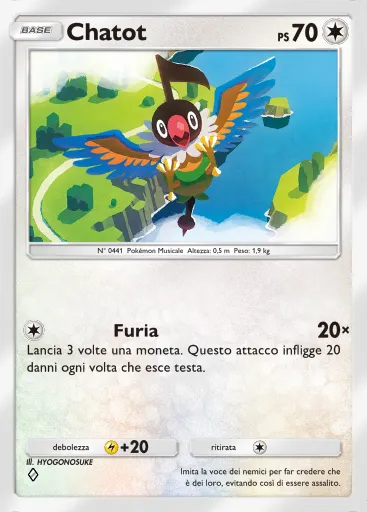 BASE Chatot PS 70
N° 0441 Pokémon Musicale Altezza: 0,5 m Peso: 1,9 kg
Furia 20×
Lancia 3 volte una moneta. Questo attacco infligge 20
danni ogni volta che esce testa.
debolezza +20 ritirata
Ill. HYOGONOSUKE
Imita la voce dei nemici per far credere che
è dei loro, evitando così di essere assalito.